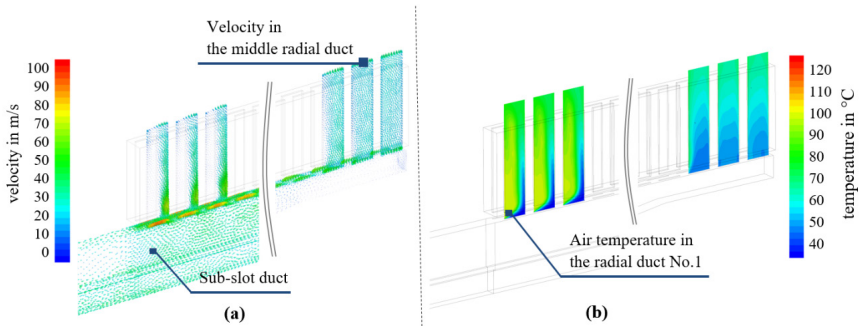 Velocity in
the middle radial duct
velocity in m/s
100
90
80
70
60
50
40
30
20
10
0
Sub-slot duct
(a)
120
110
100
90
80
70
60
50
40
temperature in °C
Air temperature in
the radial duct No.1
(b)